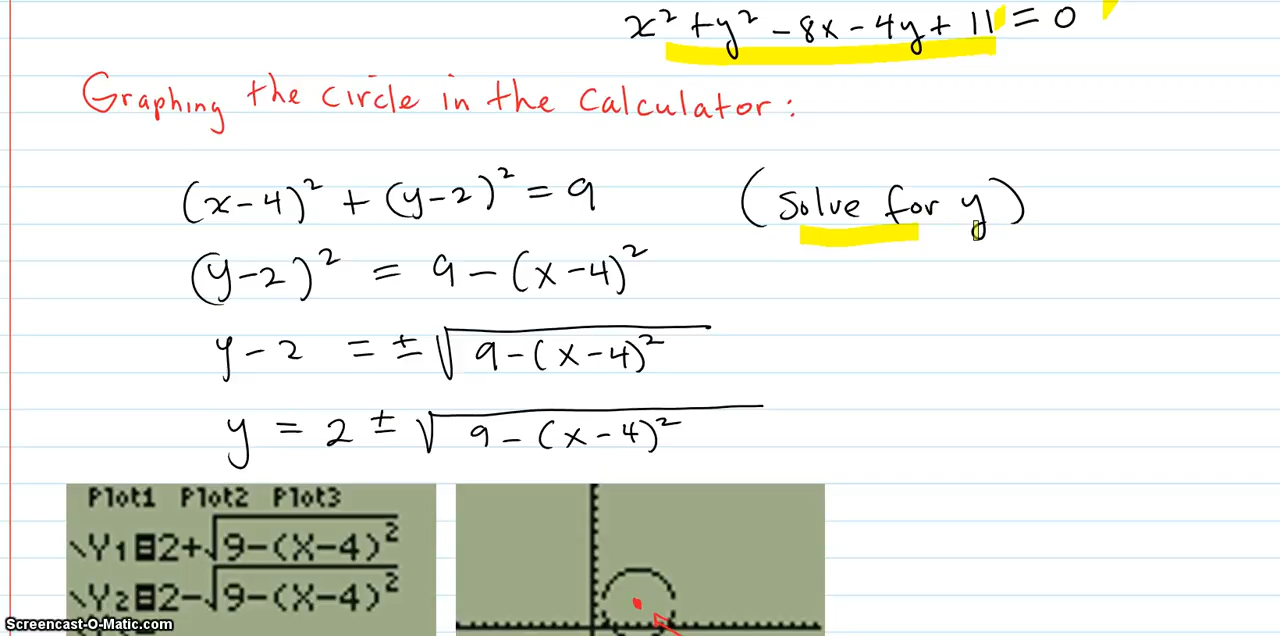 x² + y² - 8x - 4y + 11 = 0
Graphing the circle in the calculator:
(x-4)² + (y-2)² = 9 (Solve for y)
(y-2)² = 9 - (x-4)²
y - 2 = ± √9-(x-4)²
y = 2 ± √9-(x-4)²
Plot1 Plot2 Plot3
\Y₁=2+√9-(X-4)²
\Y₂=2-√9-(X-4)²
Screencast-O-Matic.com